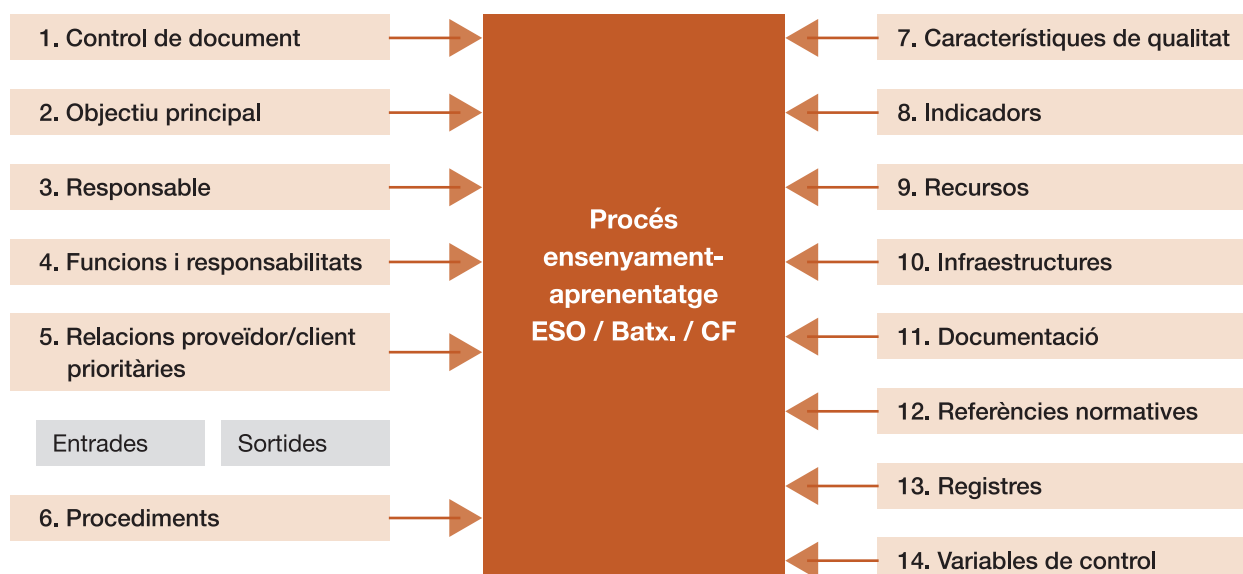 1. Control de document
2. Objectiu principal
3. Responsable
4. Funcions i responsabilitats
5. Relacions proveïdor/client
prioritàries
Entrades
Sortides
6. Procediments
Procés
ensenyament-
aprenentatge
ESO / Batx. / CF
7. Característiques de qualitat
8. Indicadors
9. Recursos
10. Infraestructures
11. Documentació
12. Referències normatives
13. Registres
14. Variables de control